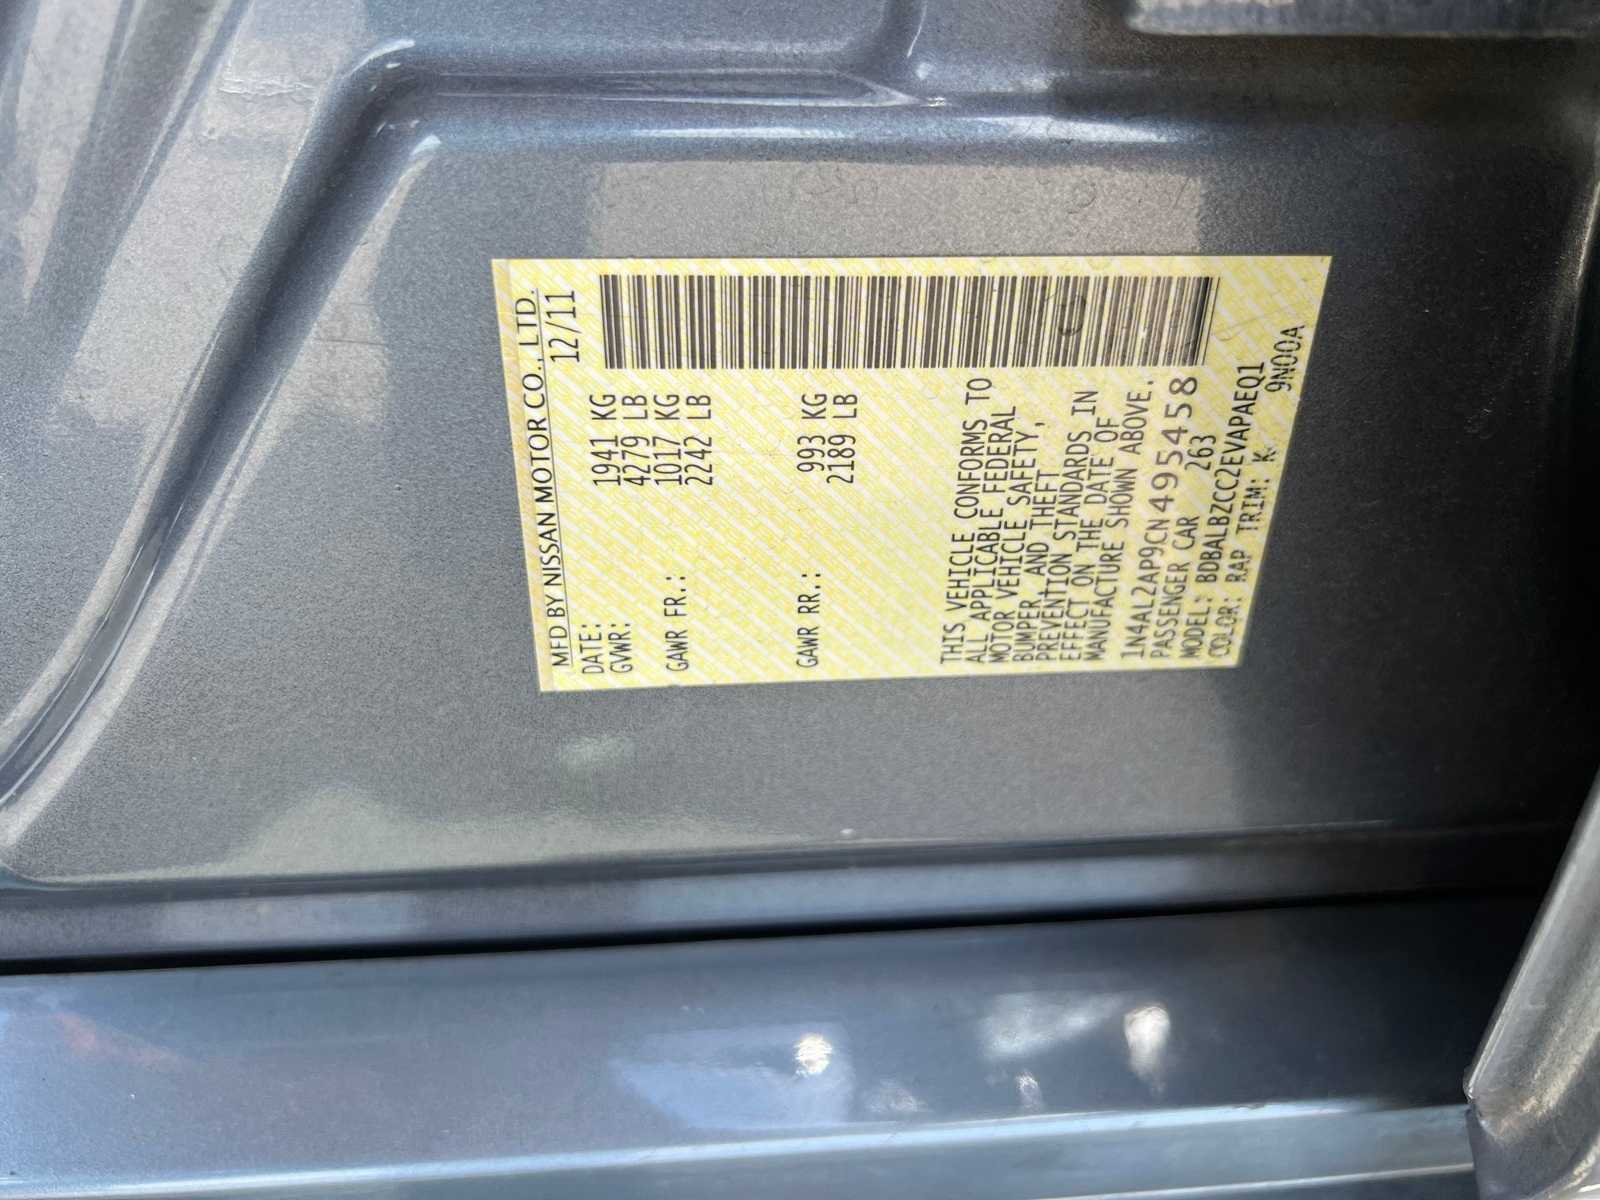 MFD BY NISSAN MOTOR CO., LTD.
DATE: 12/11
GVWR: 1941 KG
4279 LB
GAWR FR.: 1017 KG
2242 LB
GAWR RR.: 993 KG
2189 LB
THIS VEHICLE CONFORMS TO
ALL APPLICABLE FEDERAL
MOTOR VEHICLE SAFETY,
BUMPER, AND THEFT
PREVENTION STANDARDS IN
EFFECT ON THE DATE OF
MANUFACTURE SHOWN ABOVE.
1N4AL2AP9CN495458
PASSENGER CAR 263
MODEL: BDBALBZCC2EVAPAEQ1
COLOR: RAP TRIM: K 9N00A